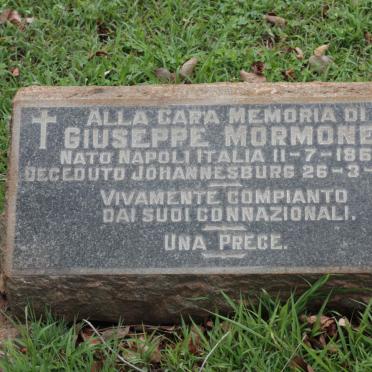 ALLA CARA MEMORIA DI
GIUSEPPE MORMONE
NATO NAPOLI ITALIA 11-7-186
DECEDUTO JOHANNESBURG 26-3-
VIVAMENTE COMPIANTO
DAI SUOI CONNAZIONALI.
UNA PRECE.